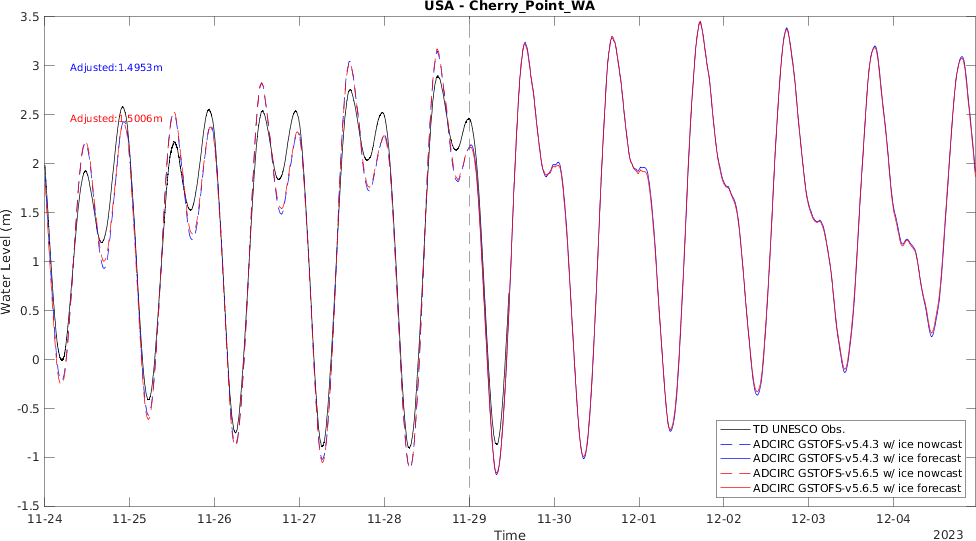 USA - Cherry_Point_WA
3.5
3
2.5
2
1.5
1
0.5
0
-0.5
-1
-1.5
Water Level (m)
Adjusted:1.4953m
Adjusted:1.5006m
TD UNESCO Obs.
ADCIRC GSTOFS-v5.4.3 w/ ice nowcast
ADCIRC GSTOFS-v5.4.3 w/ ice forecast
ADCIRC GSTOFS-v5.6.5 w/ ice nowcast
ADCIRC GSTOFS-v5.6.5 w/ ice forecast
11-24 11-25 11-26 11-27 11-28 11-29 11-30 12-01 12-02 12-03 12-04
Time
2023